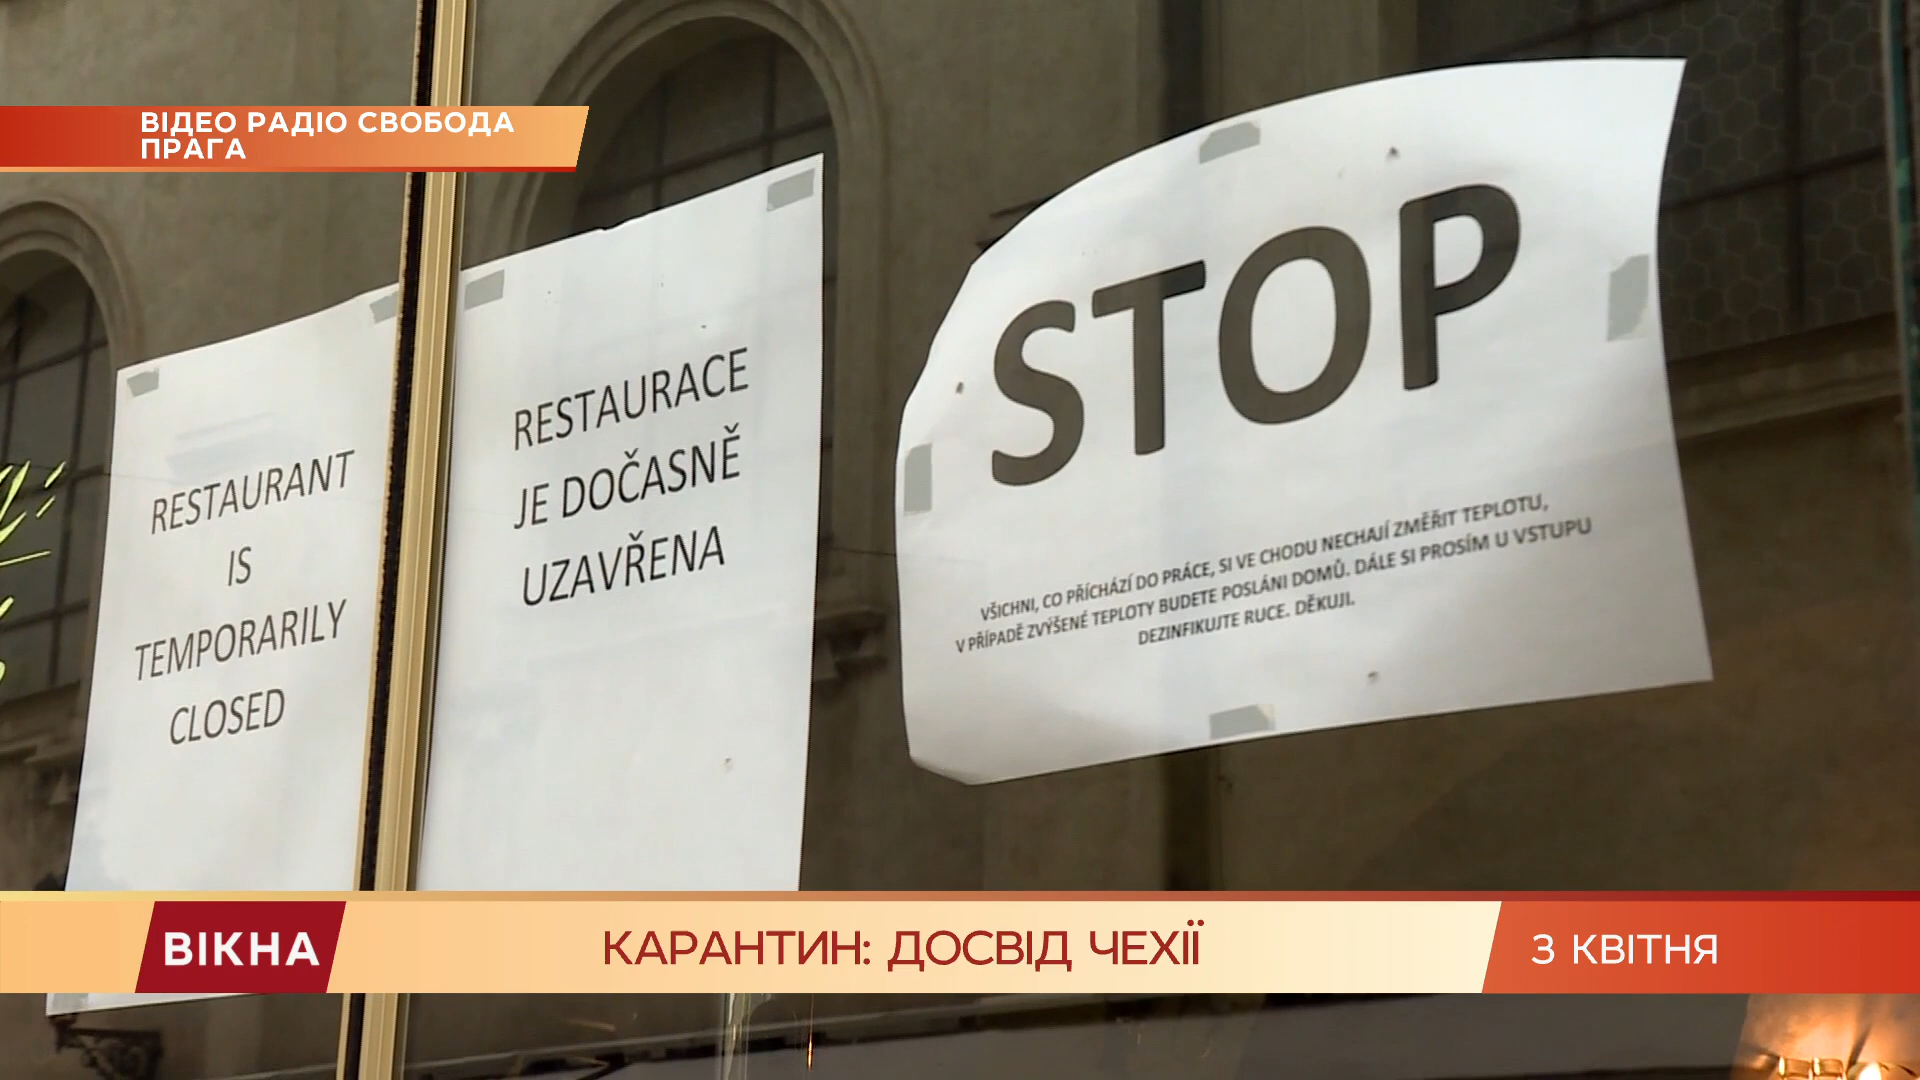 ВІДЕО РАДІО СВОБОДА
ПРАГА
RESTAURANT
IS
TEMPORARILY
CLOSED
RESTAURACE
JE DOČASNĚ
UZAVŘENA
STOP
VŠICHNI, CO PŘÍCHÁZÍ DO PRÁCE, SI VE CHODU NECHAJÍ ZMĚŘIT TEPLOTU,
V PŘÍPADĚ ZVÝŠENÉ TEPLOTY BUDETE POSLÁNI DOMŮ. DÁLE SI PROSÍM U VSTUPU
DEZINFIKUJTE RUCE. DĚKUJI.
ВІКНА
КАРАНТИН: ДОСВІД ЧЕХІЇ
3 КВІТНЯ